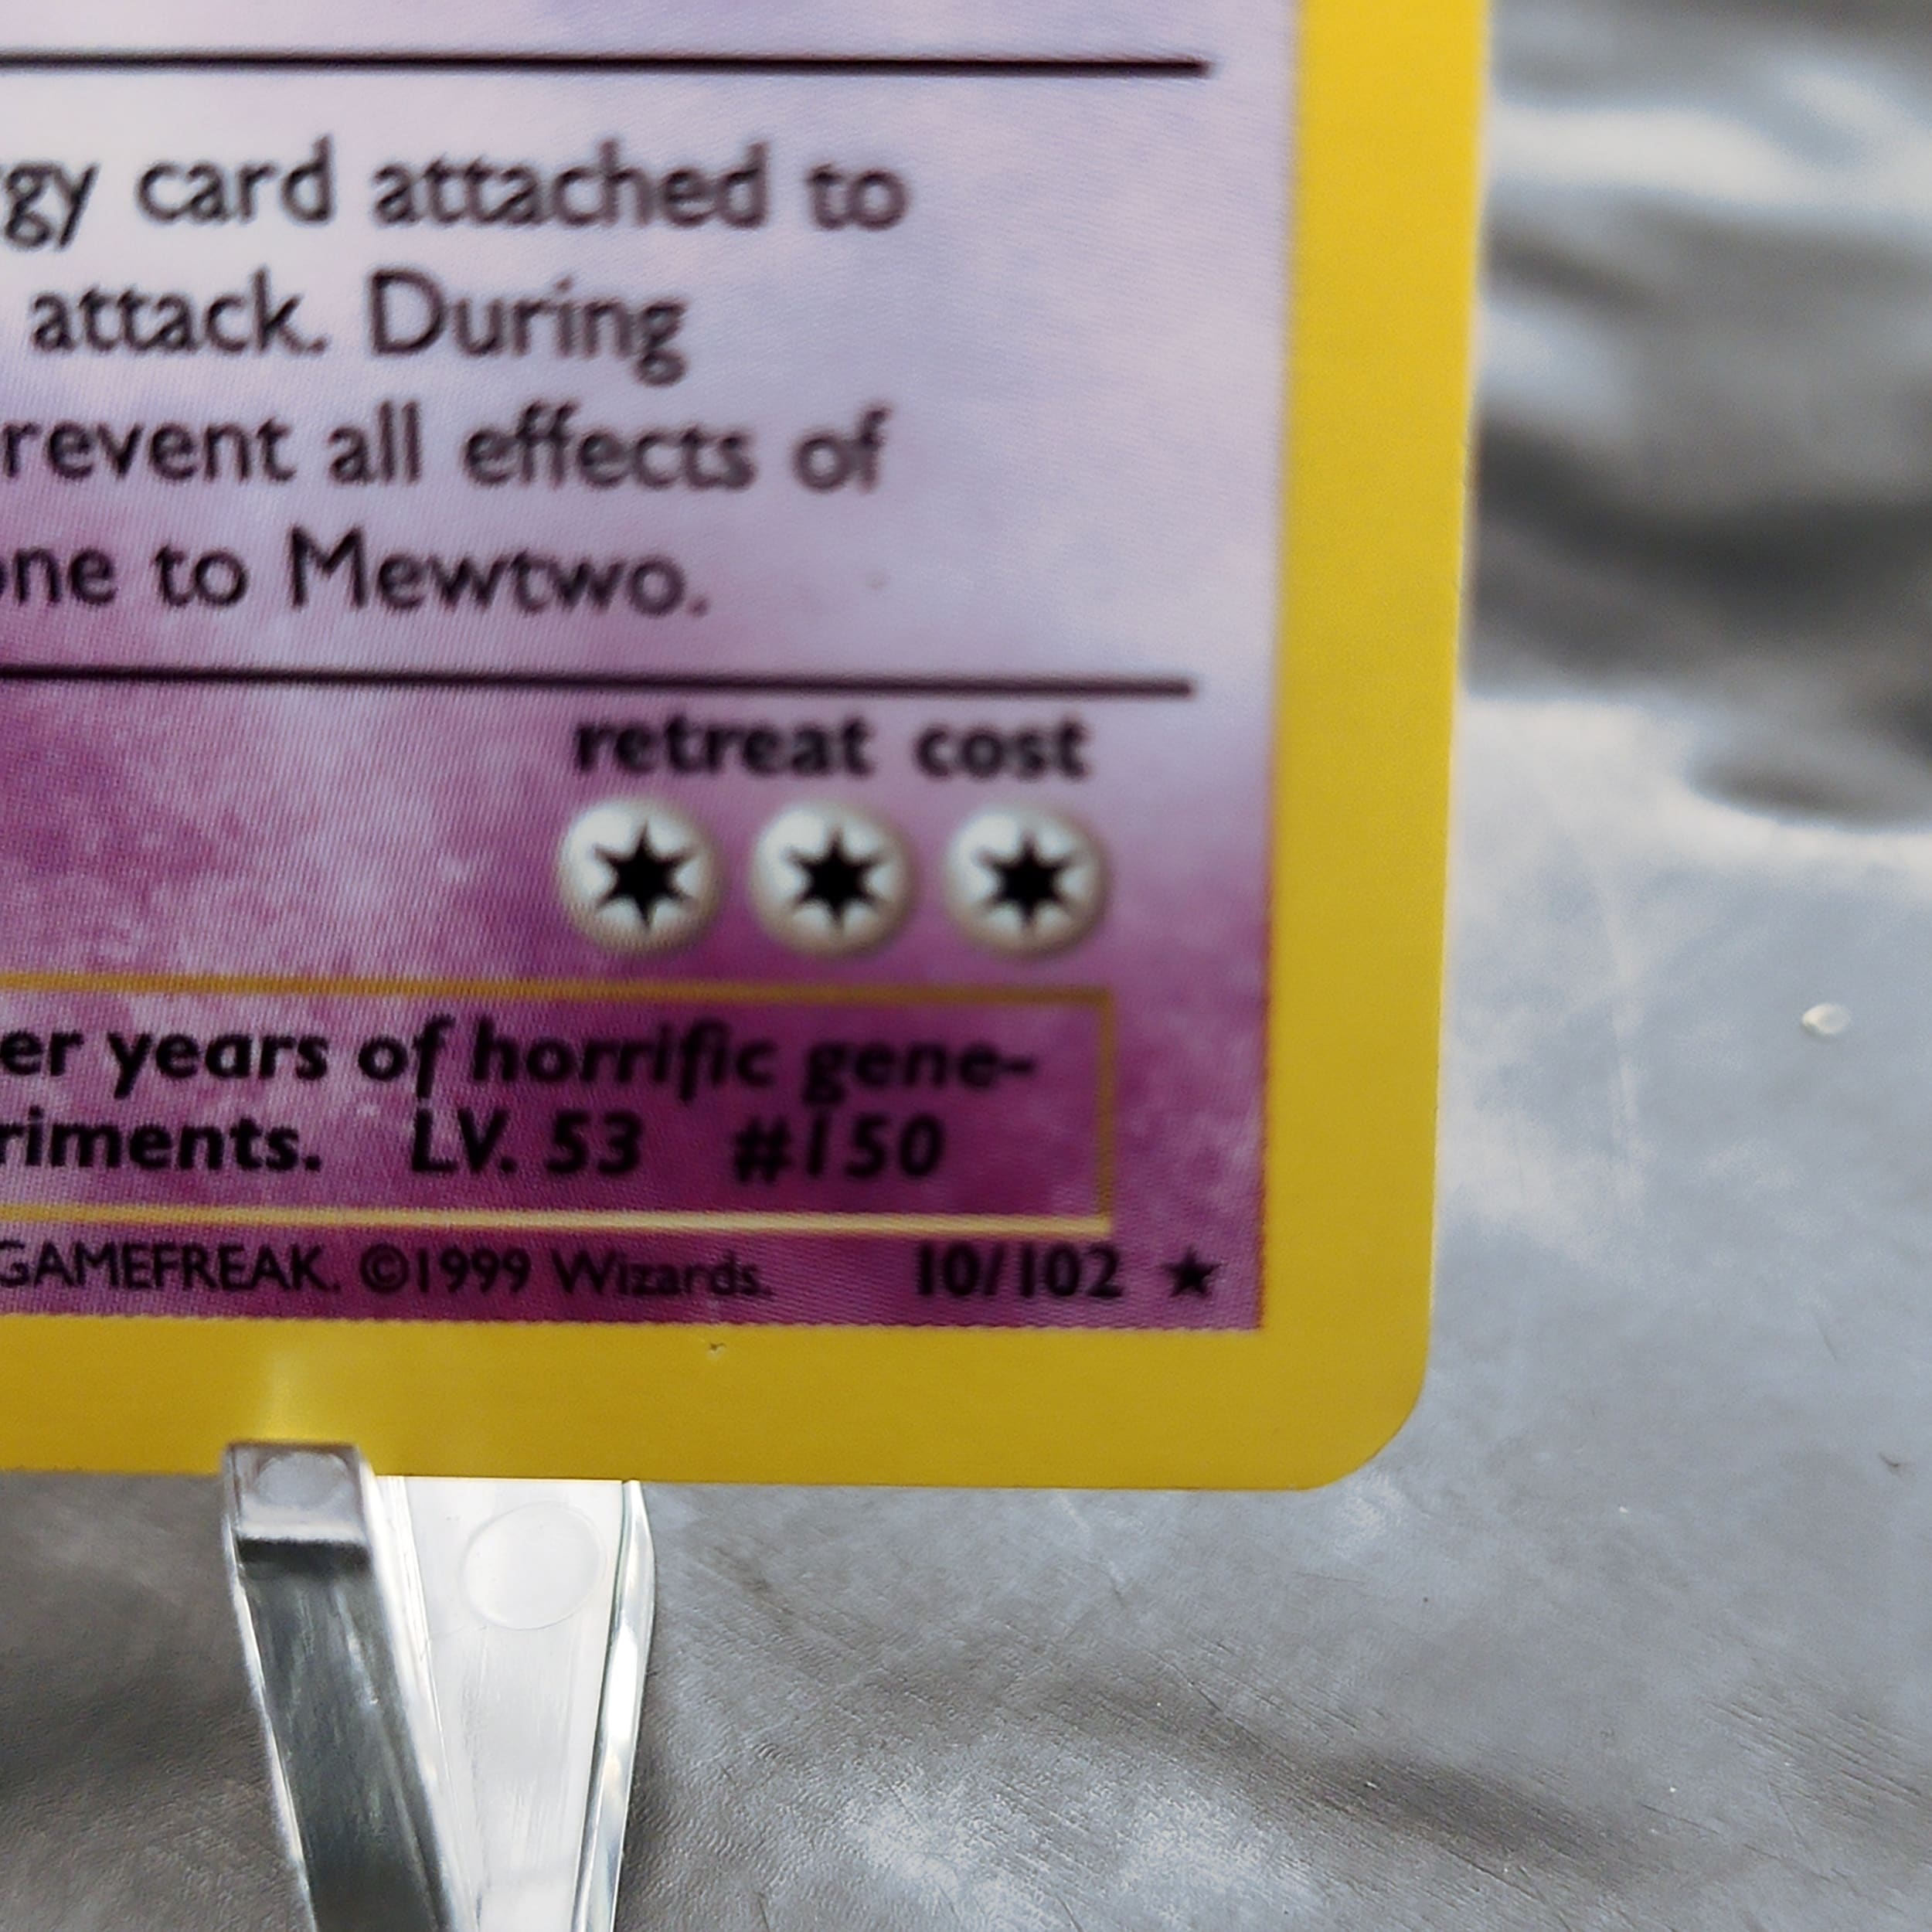 gy card attached to
attack. During
revent all effects of
one to Mewtwo.
retreat cost
er years of horrific gene-
riments. LV. 53 #150
GAMEFREAK. ©1999 Wizards. 10/102 ★